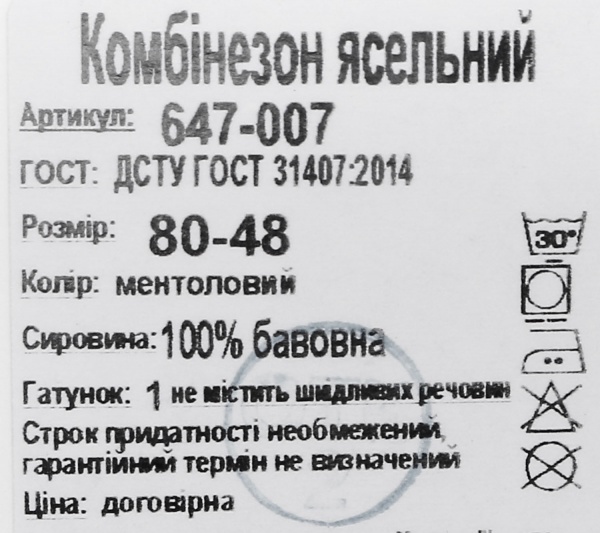 Комбінезон ясельний
Артикул: 647-007
ГОСТ: ДСТУ ГОСТ 31407:2014
Розмір: 80-48
30°
Колір: ментоловий
Сировина: 100% бавовна
Гатунок: 1 не містить шидливих речовин
Строк придатності необмежений,
гарантійний термін не визначений
Ціна: договірна